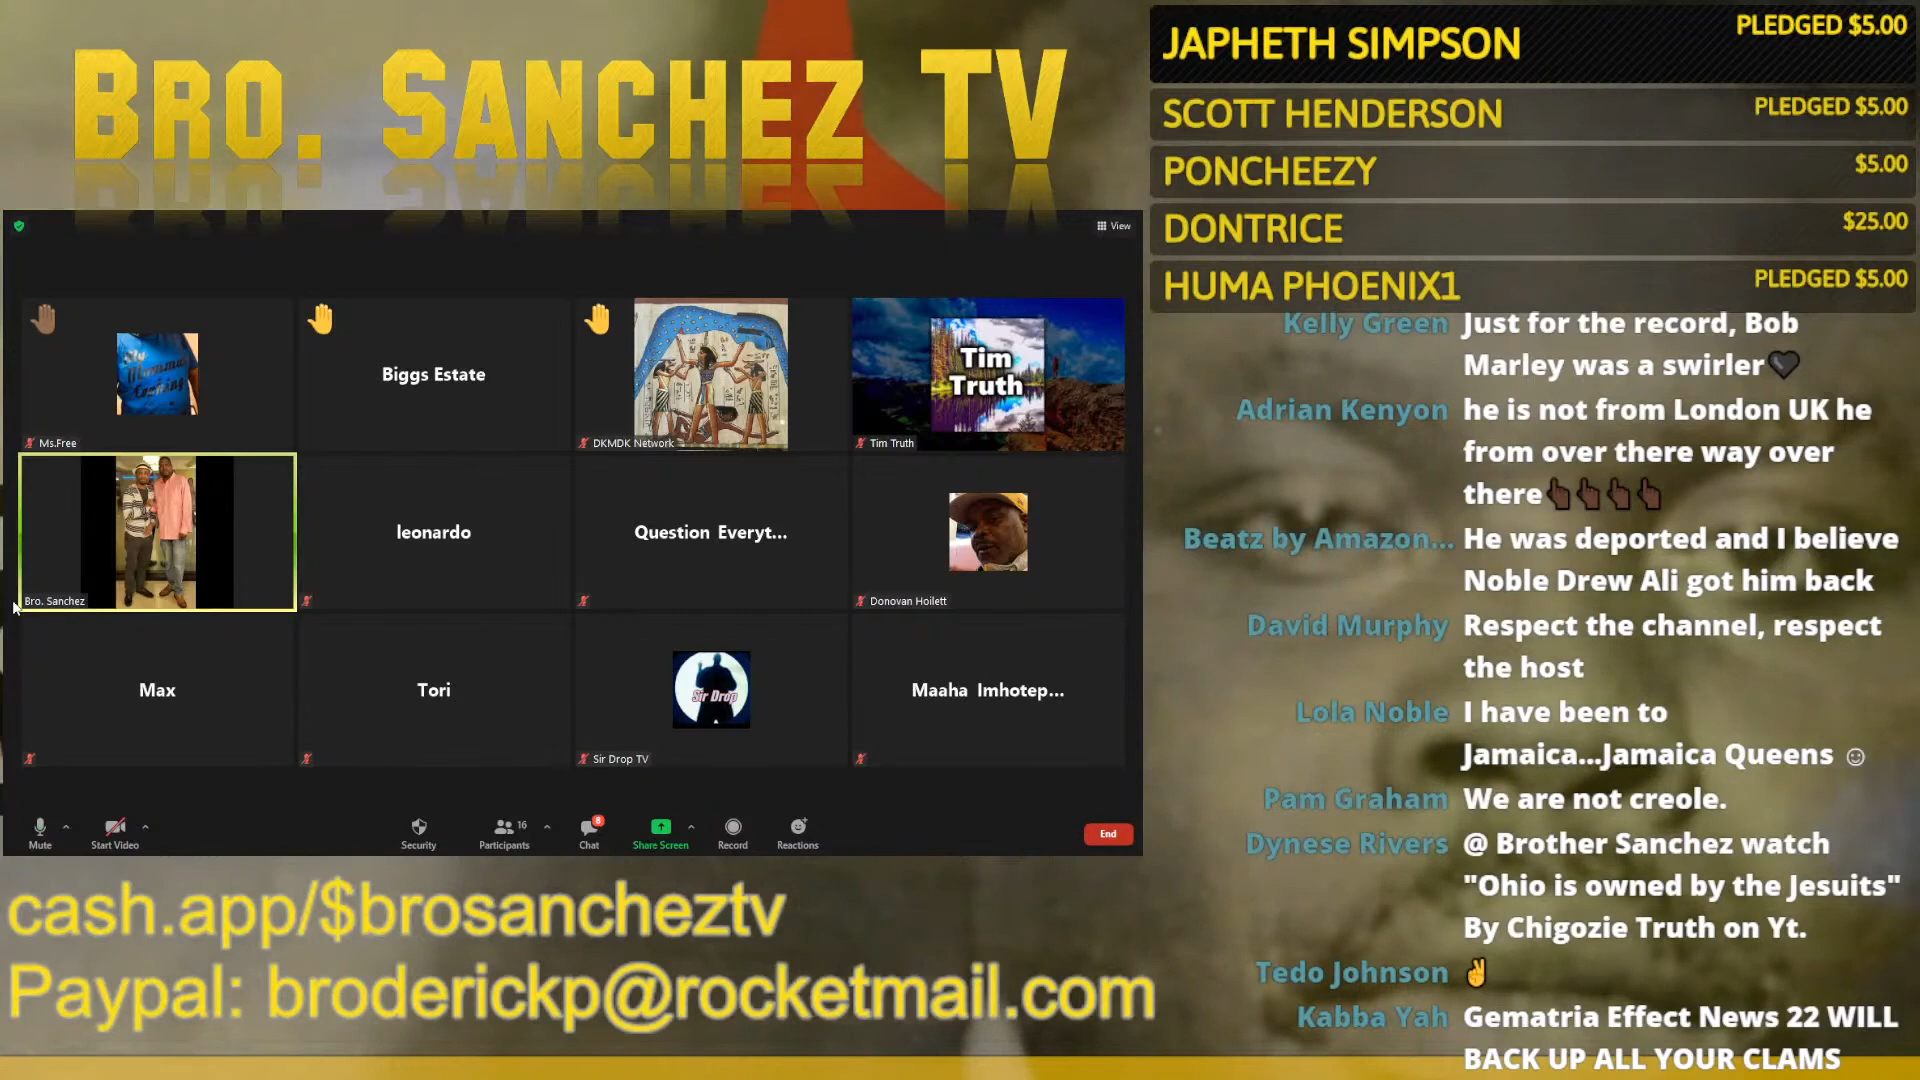 BRO. SANCHEZ TV
View
Ms.Free
Biggs Estate
DKMDK Network
Tim
Truth
Tim Truth
Bro. Sanchez
leonardo
Question Everyt...
Donovan Hoilett
Max
Tori
Sir Drop
Sir Drop TV
Maaha Imhotep...
Mute
Start Video
Security
16
Participants
8
Chat
Share Screen
Record
Reactions
End
cash.app/$brosancheztv
Paypal: broderickp@rocketmail.com
JAPHETH SIMPSON PLEDGED $5.00
SCOTT HENDERSON PLEDGED $5.00
PONCHEEZY $5.00
DONTRICE $25.00
HUMA PHOENIX1 PLEDGED $5.00
Kelly Green Just for the record, Bob
Marley was a swirler🖤
Adrian Kenyon he is not from London UK he
from over there way over
there👆🏿👆🏿👆🏿👆🏿
Beatz by Amazon... He was deported and I believe
Noble Drew Ali got him back
David Murphy Respect the channel, respect
the host
Lola Noble I have been to
Jamaica...Jamaica Queens ☺
Pam Graham We are not creole.
Dynese Rivers @ Brother Sanchez watch
"Ohio is owned by the Jesuits"
By Chigozie Truth on Yt.
Tedo Johnson ✌
Kabba Yah Gematria Effect News 22 WILL
BACK UP ALL YOUR CLAMS